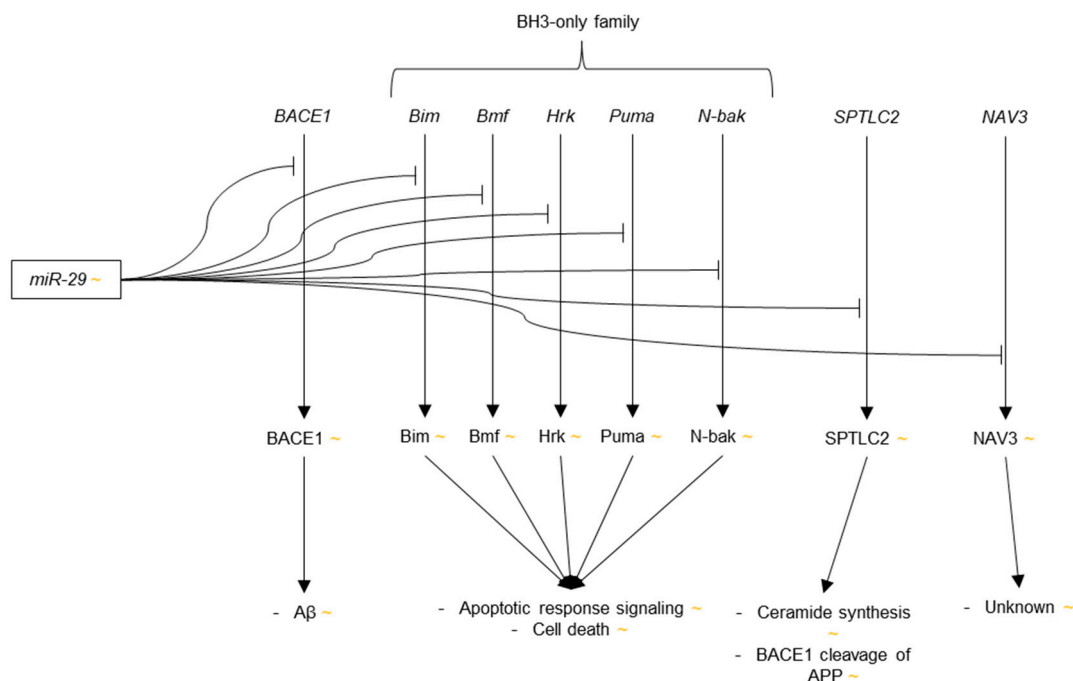 BH3-only family
BACE1 Bim Bmf Hrk Puma N-bak SPTLC2 NAV3
miR-29 ~
BACE1 ~ Bim ~ Bmf ~ Hrk ~ Puma ~ N-bak ~ SPTLC2 ~ NAV3 ~
- Aβ ~
- Apoptotic response signaling ~
- Cell death ~
- Ceramide synthesis
~
- BACE1 cleavage of
APP ~
- Unknown ~